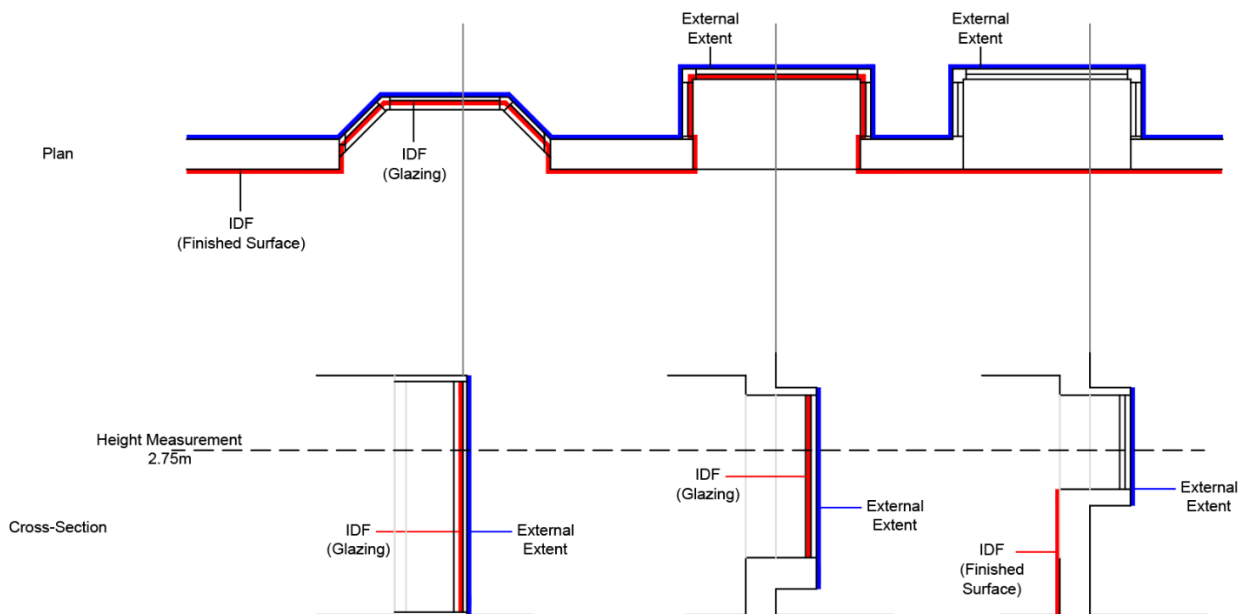 External
Extent
External
Extent
Plan
IDF
(Glazing)
IDF
(Finished Surface)
Height Measurement
2.75m
IDF
(Glazing)
External
Extent
External
Extent
Cross-Section
IDF
(Glazing)
External
Extent
IDF
(Finished
Surface)